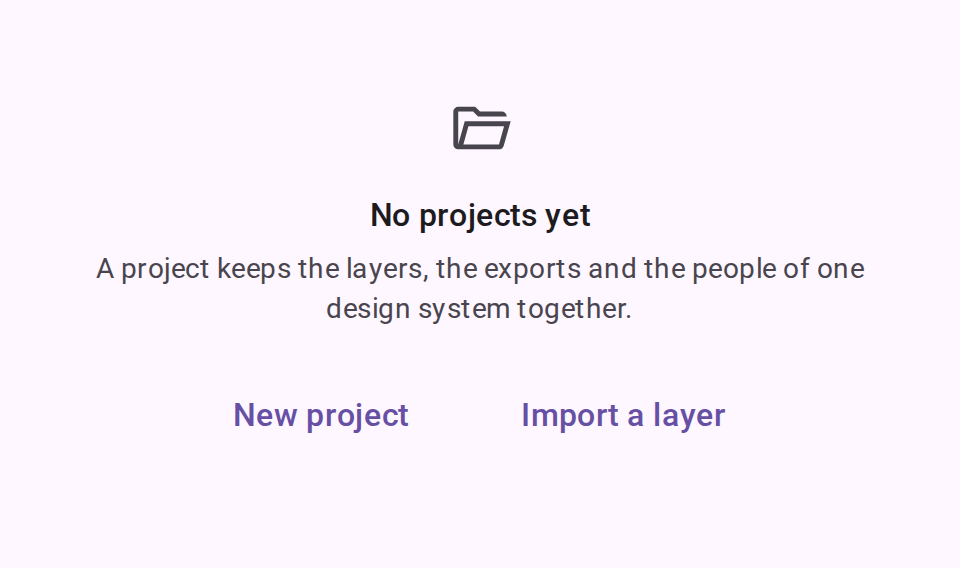 No projects yet
A project keeps the layers, the exports and the people of one
design system together.
New project
Import a layer